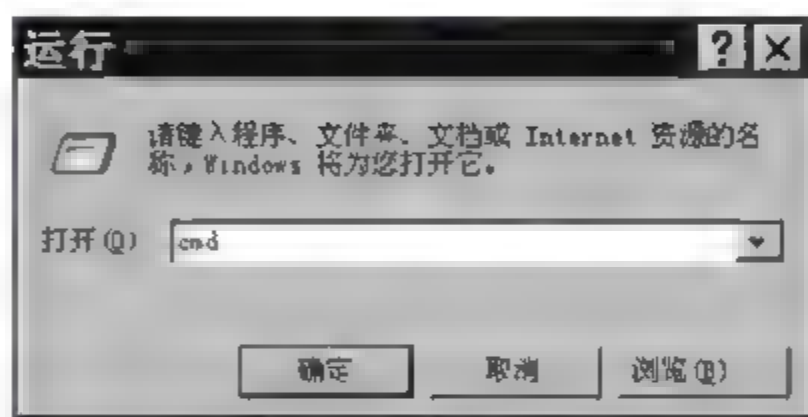 运行
? X
请键入程序、文件夹、文档或 Internet 资源的名
称，Windows 将为您打开它。
打开(O)
cmd
确定 取消 浏览(B)